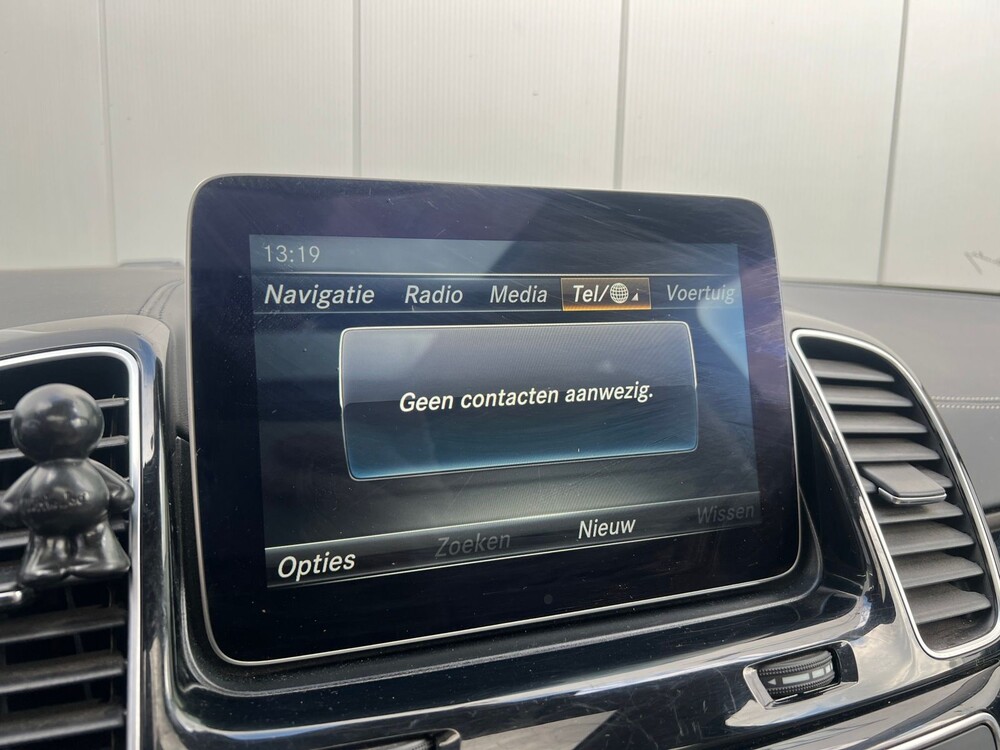 13:19
Navigatie Radio Media Tel/ Voertuig
Geen contacten aanwezig.
Opties Zoeken Nieuw Wissen